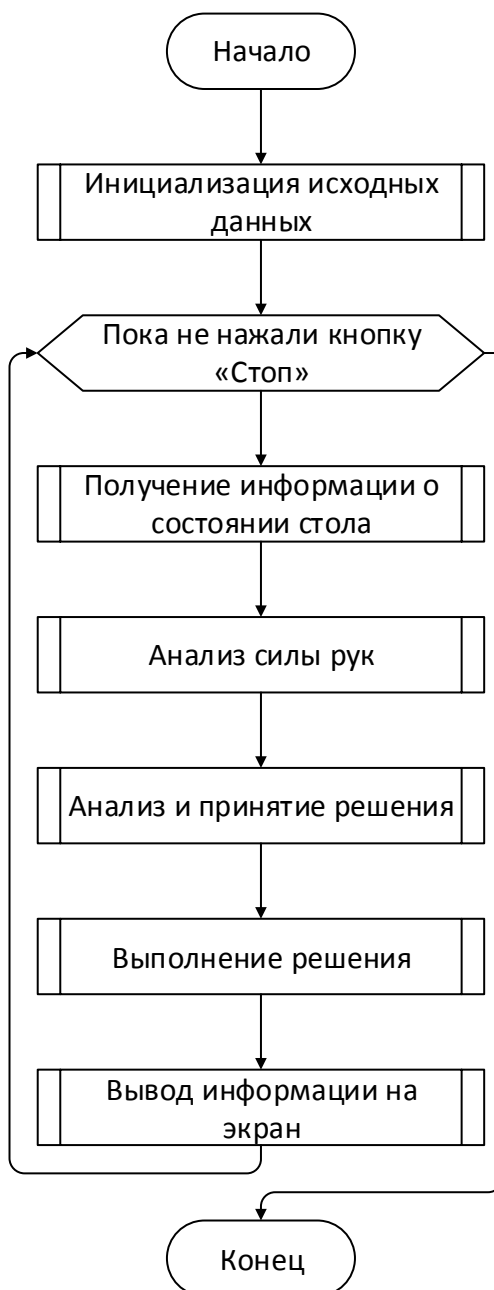 Начало
Инициализация исходных
данных
Пока не нажали кнопку
«Стоп»
Получение информации о
состоянии стола
Анализ силы рук
Анализ и принятие решения
Выполнение решения
Вывод информации на
экран
Конец